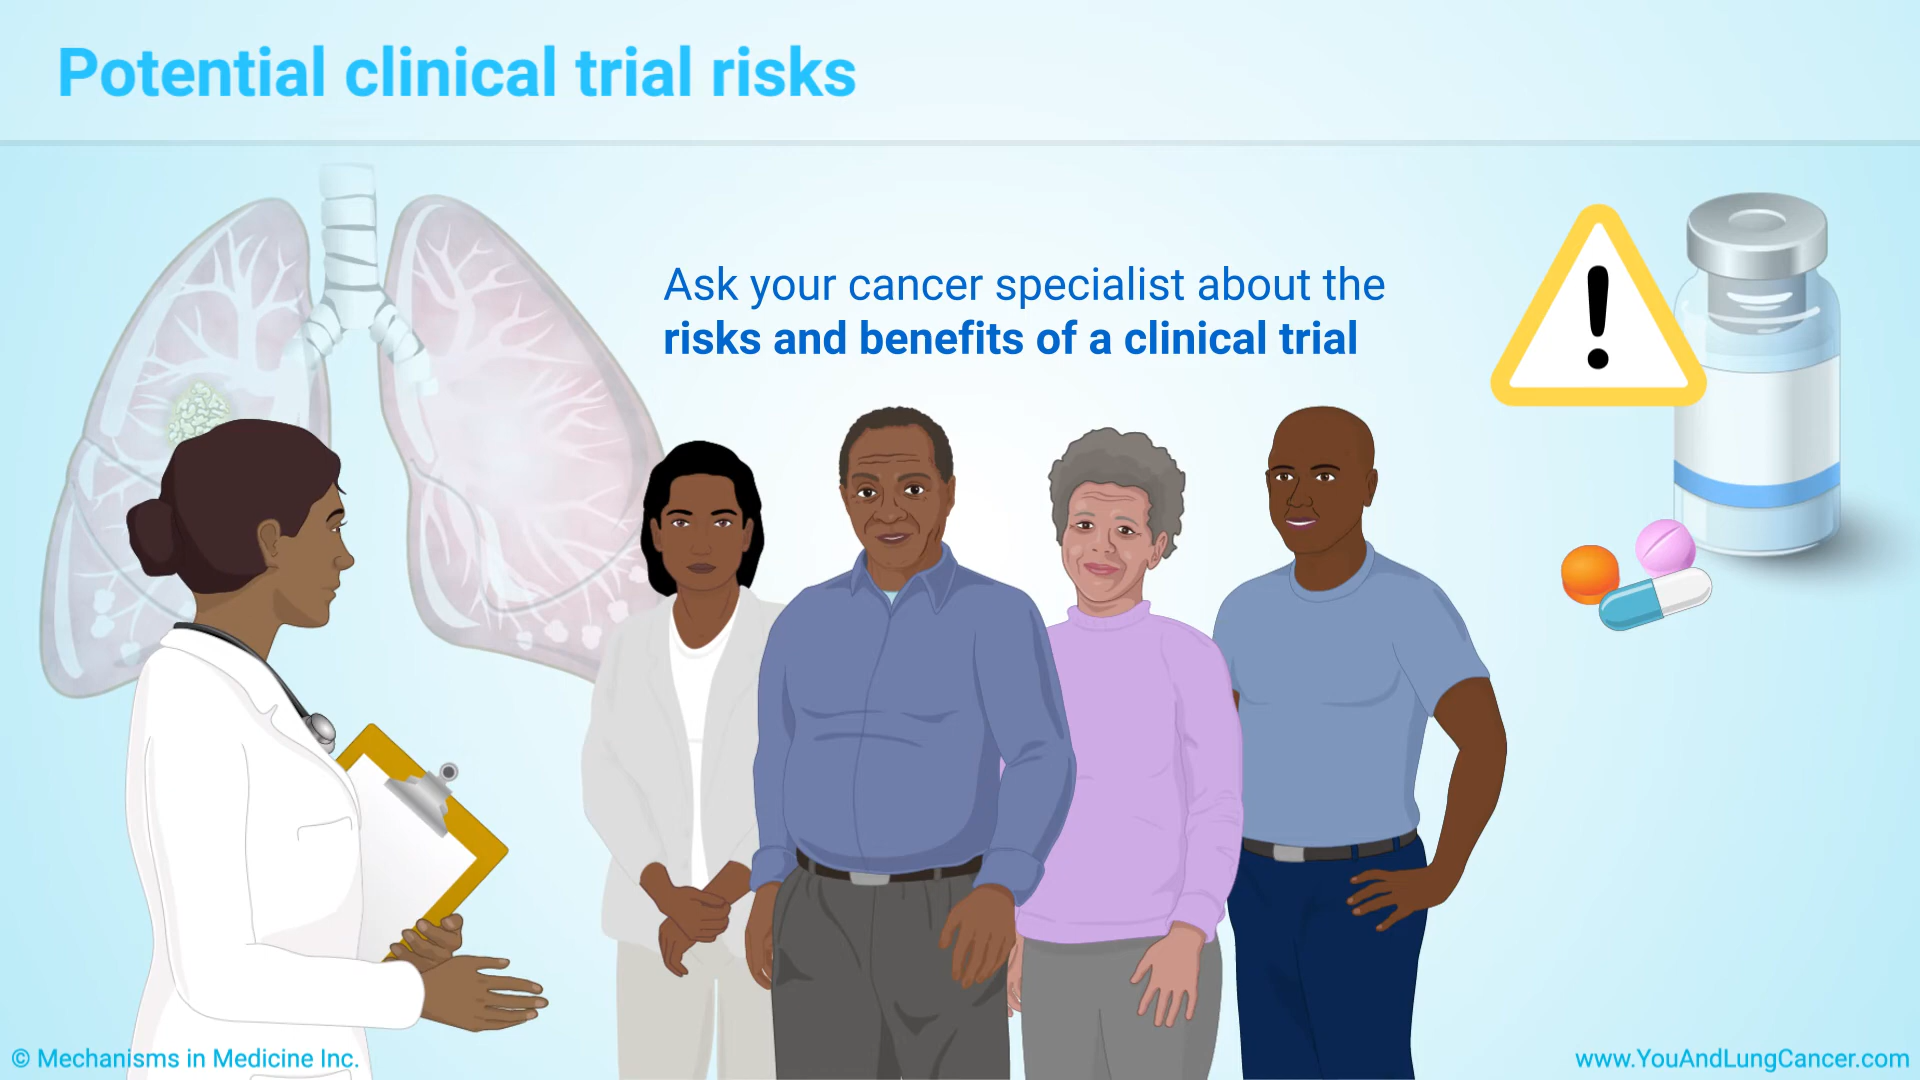 Potential clinical trial risks
Ask your cancer specialist about the
risks and benefits of a clinical trial
© Mechanisms in Medicine Inc.
www.YouAndLungCancer.com